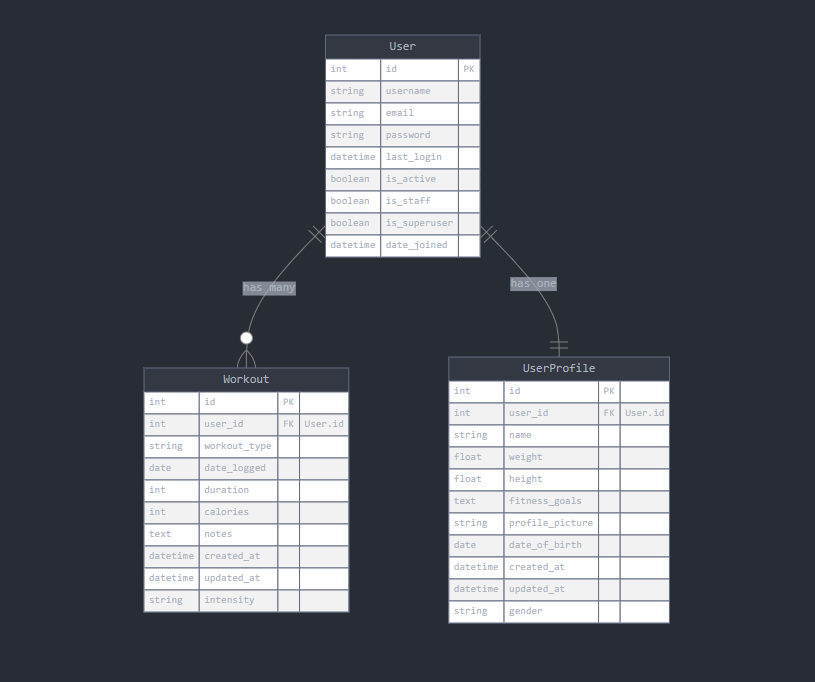 User
int id PK
string username
string email
string password
datetime last_login
boolean is_active
boolean is_staff
boolean is_superuser
datetime date_joined
has many
has one
Workout
int id PK
int user_id FK User.id
string workout_type
date date_logged
int duration
int calories
text notes
datetime created_at
datetime updated_at
string intensity
UserProfile
int id PK
int user_id FK User.id
string name
float weight
float height
text fitness_goals
string profile_picture
date date_of_birth
datetime created_at
datetime updated_at
string gender